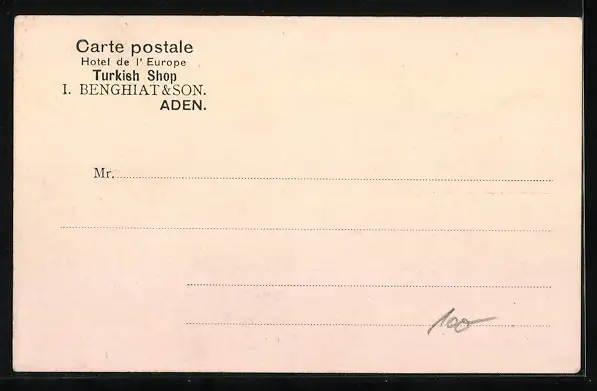 Carte postale
Hotel de l' Europe
Turkish Shop
I. BENGHIAT & SON.
ADEN.
Mr.
100